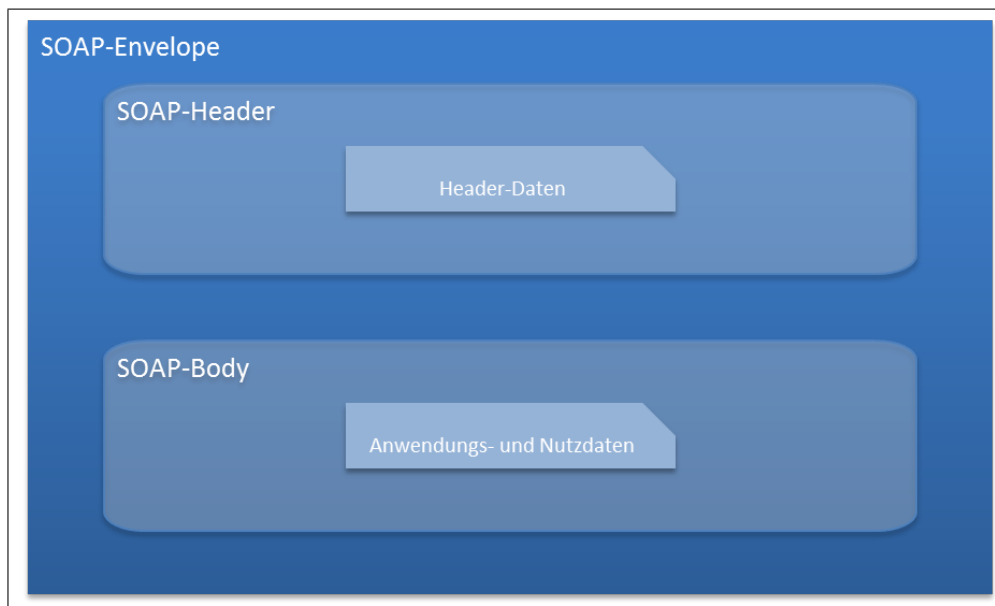 SOAP-Envelope
SOAP-Header
Header-Daten
SOAP-Body
Anwendungs- und Nutzdaten